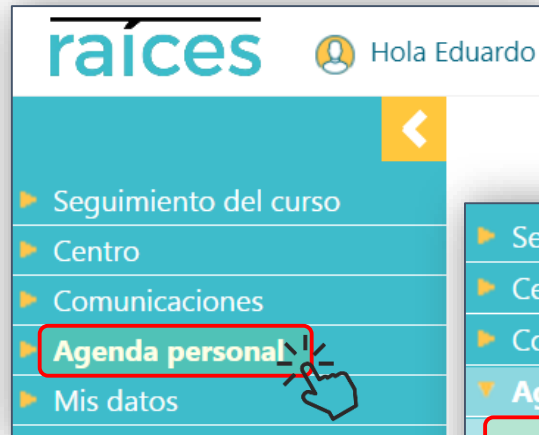 raíces
Hola Eduardo
Seguimiento del curso
Centro
Comunicaciones
Agenda personal
Mis datos